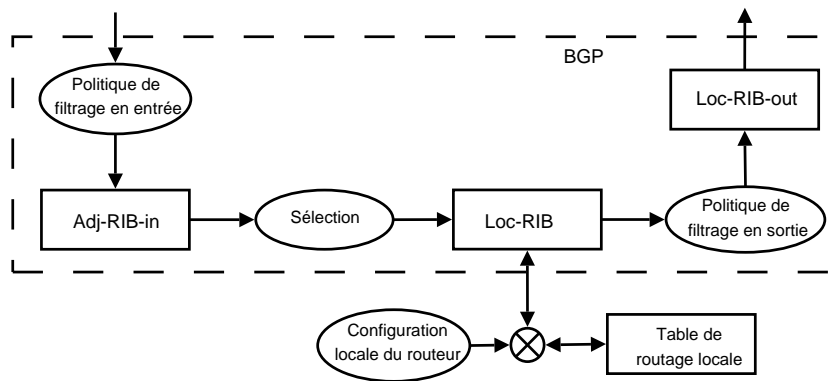 BGP
Politique de
filtrage en entrée
Loc-RIB-out
Adj-RIB-in
Sélection
Loc-RIB
Politique de
filtrage en sortie
Configuration
locale du routeur
Table de
routage locale